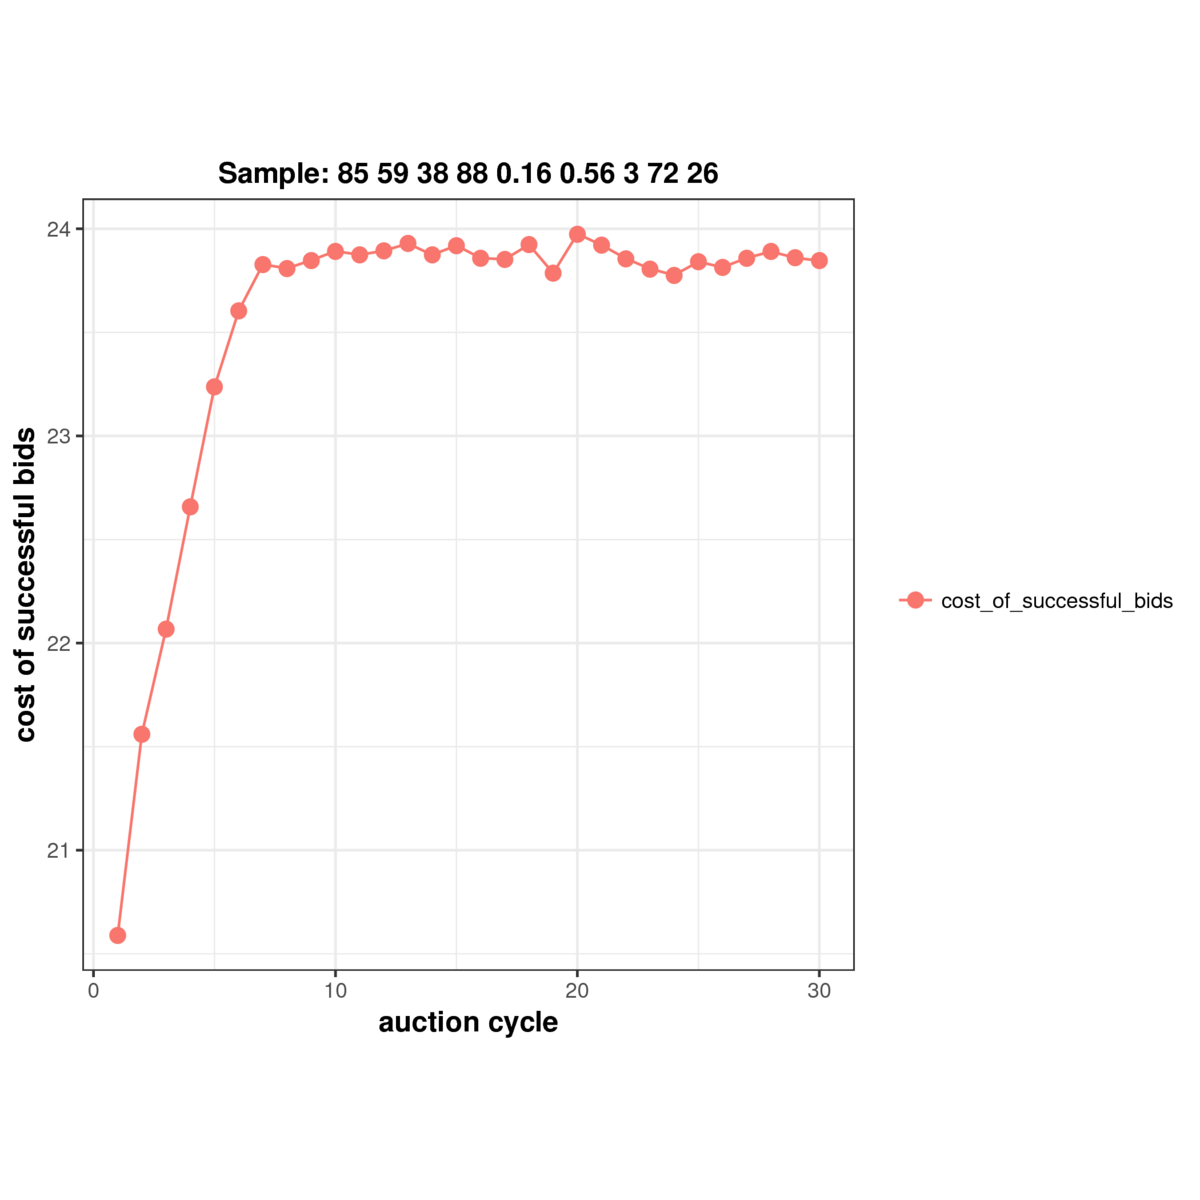 Sample: 85 59 38 88 0.16 0.56 3 72 26
24
23
22
21
cost of successful bids
0 10 20 30
auction cycle
cost_of_successful_bids